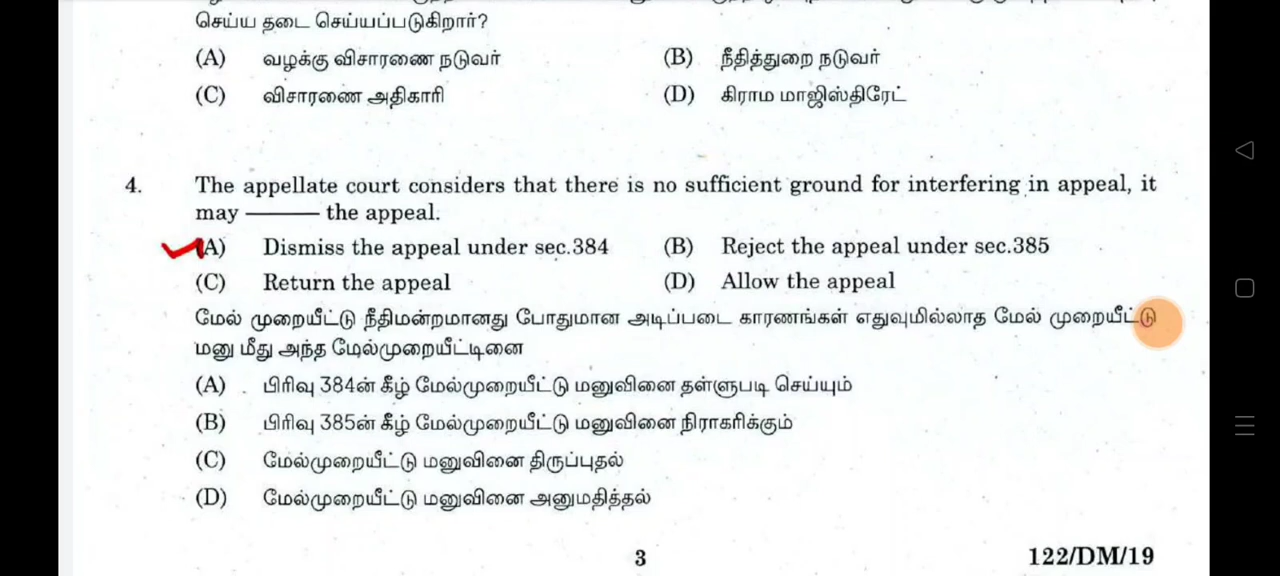 செய்ய தடை செய்யப்படுகிறார்?
(A) வழக்கு விசாரணை நடுவர் (B) நீதித்துறை நடுவர்
(C) விசாரணை அதிகாரி (D) கிராம மாஜிஸ்திரேட்
4. The appellate court considers that there is no sufficient ground for interfering in appeal, it
may ——— the appeal.
(A) Dismiss the appeal under sec.384 (B) Reject the appeal under sec.385
(C) Return the appeal (D) Allow the appeal
மேல் முறையீட்டு நீதிமன்றமானது போதுமான அடிப்படை காரணங்கள் எதுவுமில்லாத மேல் முறையீட்டு
மனு மீது அந்த மேல்முறையீட்டினை
(A) பிரிவு 384ன் கீழ் மேல்முறையீட்டு மனுவினை தள்ளுபடி செய்யும்
(B) பிரிவு 385ன் கீழ் மேல்முறையீட்டு மனுவினை நிராகரிக்கும்
(C) மேல்முறையீட்டு மனுவினை திருப்புதல்
(D) மேல்முறையீட்டு மனுவினை அனுமதித்தல்
3 122/DM/19